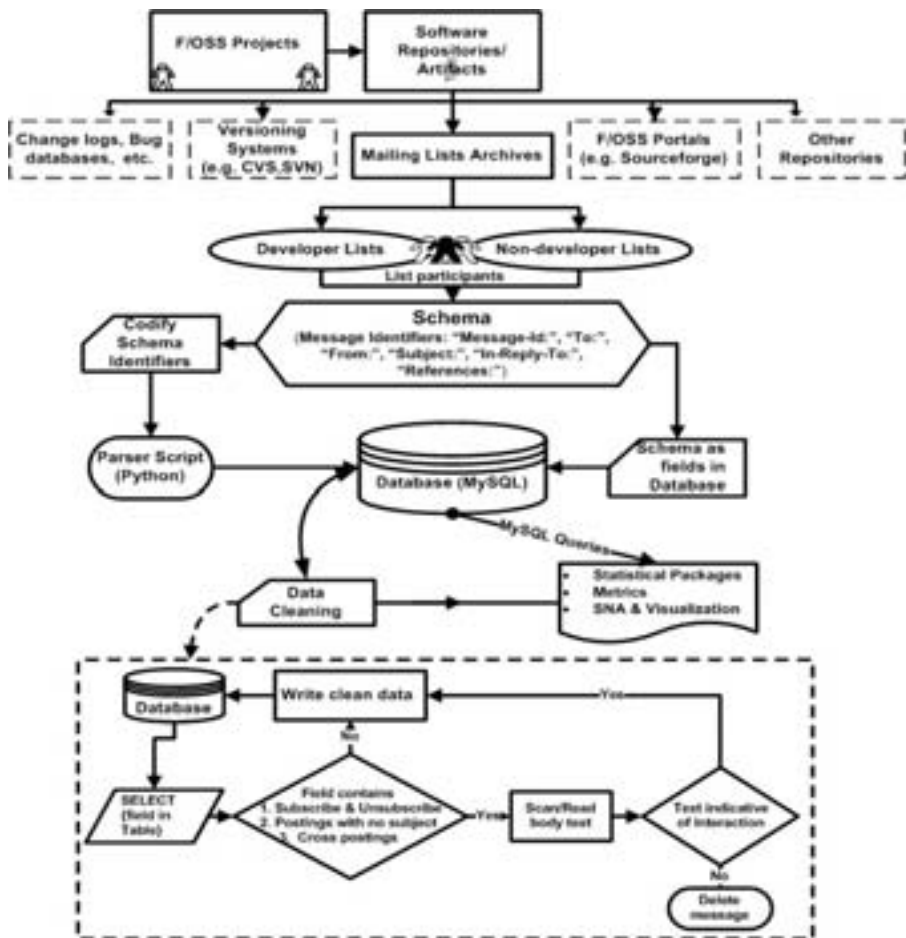 F/OSS Projects
Software
Repositories/
Artifacts
Change logs, Bug
databases, etc.
Versioning
Systems
(e.g. CVS,SVN)
Mailing Lists Archives
F/OSS Portals
(e.g. Sourceforge)
Other
Repositories
Developer Lists
Non-developer Lists
List participants
Schema
(Message Identifiers: “Message-Id:”, “To:”,
“From:”, “Subject:”, “In-Reply-To:”,
“References:”)
Codify
Schema
Identifiers
Parser Script
(Python)
Database (MySQL)
Schema as
fields in
Database
MySQL Queries
Data
Cleaning
• Statistical Packages
• Metrics
• SNA & Visualization
Database
Write clean data
Yes
No
SELECT
(field in
Table)
Field contains
1. Subscribe & Unsubscribe
2. Postings with no subject
3. Cross postings
Yes
Scan/Read
body text
Text indicative
of interaction
No
Delete
message